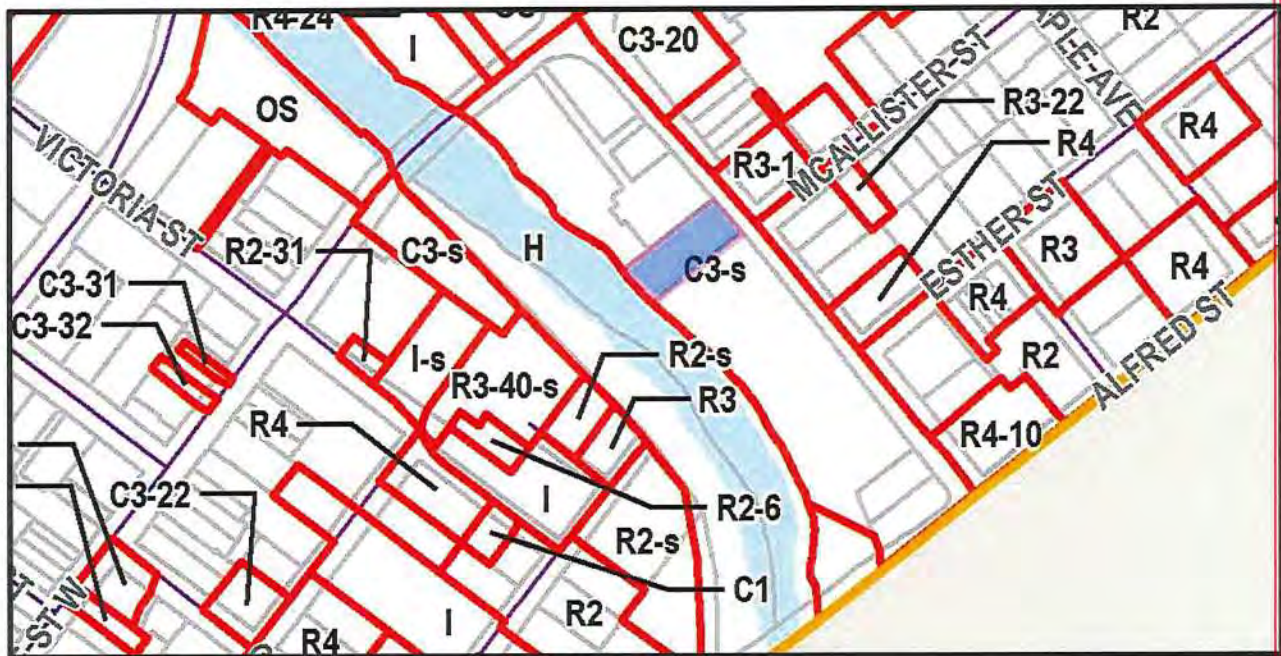 R4-24
I
C3-20
R2
OS
MCALLISTER ST
R3-22
R4
R4
VICTORIA ST
R3-1
R2-31
C3-s
H
C3-s
ESTHER ST
R3
R4
C3-31
R4
C3-32
I-s
R2-s
R2
ALFRED ST
R3-40-s
R3
R4
R4-10
C3-22
I
R2-6
R2-s
C1
R2
I
R4